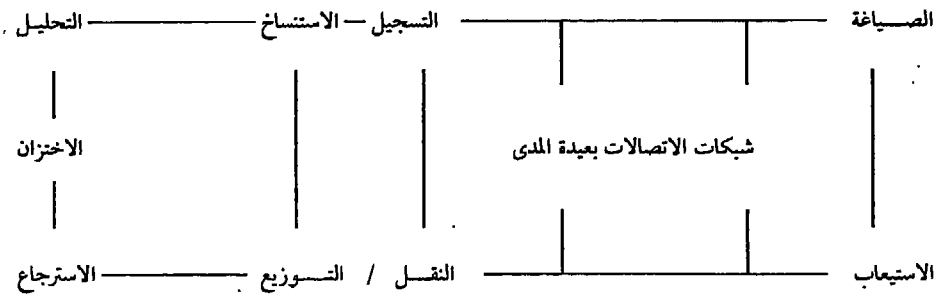 الصياغة التسجيل — الاستنساخ التحليل
شبكات الاتصالات بعيدة المدى الاختزان
الاستيعاب النقل / التوزيع الاسترجاع